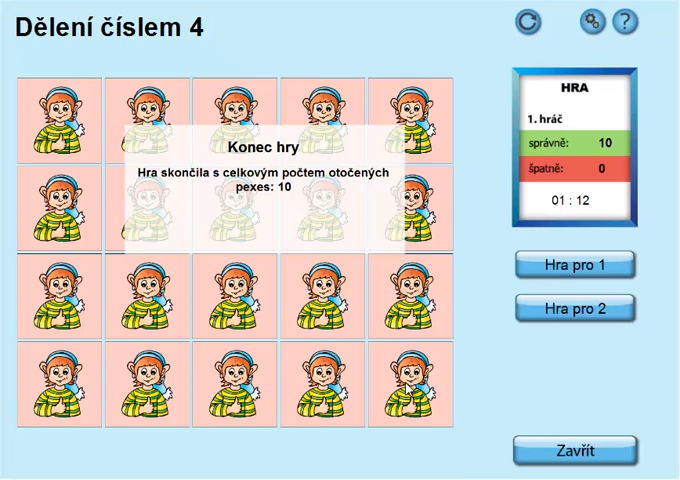 Dělení číslem 4
?
HRA
1. hráč
správně: 10
špatně: 0
01 : 12
Konec hry
Hra skončila s celkovým počtem otočených
pexes: 10
Hra pro 1
Hra pro 2
Zavřít